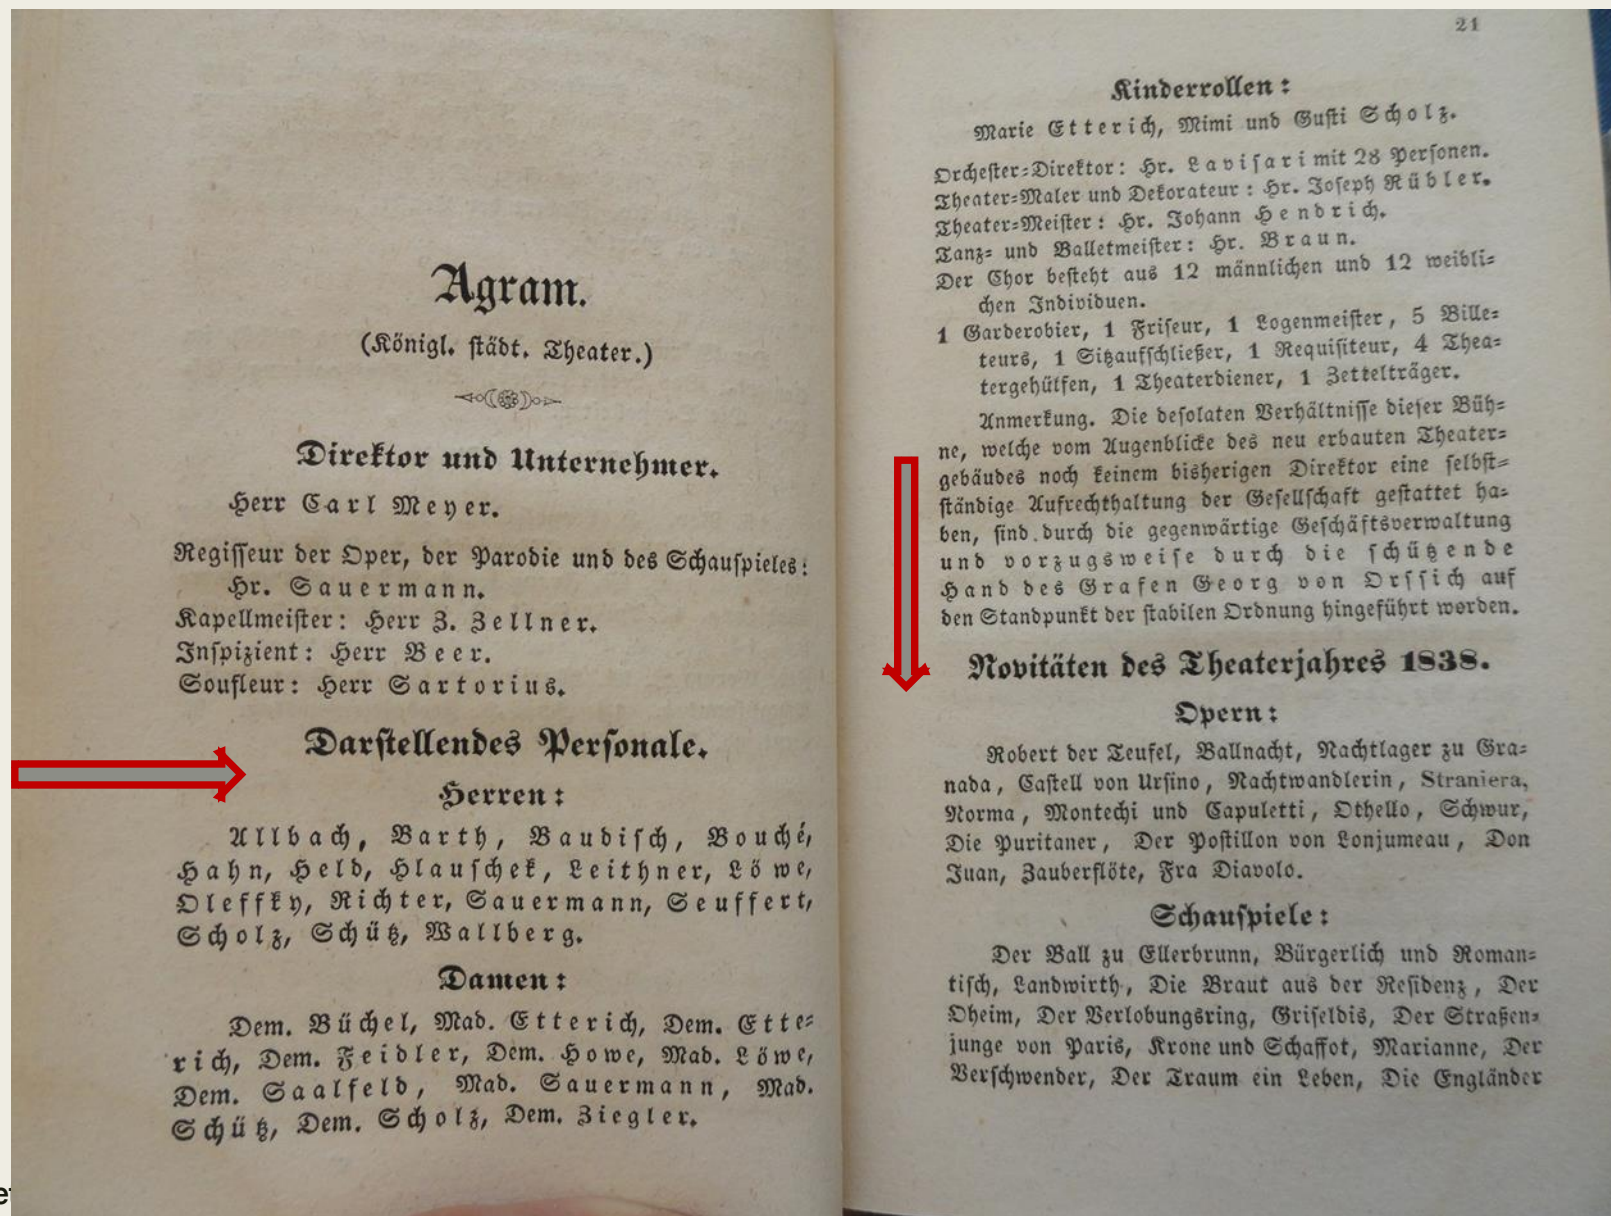 Agram.
(Königl. städt. Theater.)
Direktor und Unternehmer.
Herr Carl Meyer.
Regisseur der Oper, der Parodie und des Schauspieles:
Hr. Sauermann.
Kapellmeister: Herr Z. Zellner.
Inspizient: Herr Beer.
Soufleur: Herr Sartorius.
Darstellendes Personale.
Herren:
Allbach, Barth, Baudisch, Bouché,
Hahn, Held, Hlauschek, Leithner, Löwe,
Oleffky, Richter, Sauermann, Seuffert,
Scholz, Schütz, Wallberg.
Damen:
Dem. Büchel, Mad. Etterich, Dem. Ette-
rich, Dem. Feidler, Dem. Howe, Mad. Löwe,
Dem. Saalfeld, Mad. Sauermann, Mad.
Schütz, Dem. Scholz, Dem. Ziegler.
21
Kinderrollen:
Marie Etterich, Mimi und Gusti Scholz.
Orchester-Direktor: Hr. Lavisari mit 28 Personen.
Theater-Maler und Dekorateur: Hr. Joseph Rübler.
Theater-Meister: Hr. Johann Hendrich.
Tanz- und Balletmeister: Hr. Braun.
Der Chor besteht aus 12 männlichen und 12 weibli-
chen Individuen.
1 Garderobier, 1 Friseur, 1 Logenmeister, 5 Bille-
teurs, 1 Sitzaufschließer, 1 Requisiteur, 4 Thea-
tergehülfen, 1 Theaterdiener, 1 Zettelträger.
Anmerkung. Die desolaten Verhältnisse dieser Büh-
ne, welche vom Augenblicke des neu erbauten Theater-
gebäudes noch keinem bisherigen Direktor eine selbst-
ständige Aufrechthaltung der Gesellschaft gestattet ha-
ben, sind durch die gegenwärtige Geschäftsverwaltung
und vorzugsweise durch die schützende
Hand des Grafen Georg von Orssich auf
den Standpunkt der stabilen Ordnung hingeführt worden.
Novitäten des Theaterjahres 1838.
Opern:
Robert der Teufel, Ballnacht, Nachtlager zu Gra-
nada, Castell von Ursino, Nachtwandlerin, Straniera,
Norma, Montechi und Capuletti, Othello, Schwur,
Die Puritaner, Der Postillon von Lonjumeau, Don
Juan, Zauberflöte, Fra Diavolo.
Schauspiele:
Der Ball zu Ellerbrunn, Bürgerlich und Roman-
tisch, Landwirth, Die Braut aus der Residenz, Der
Oheim, Der Verlobungsring, Griseldis, Der Straßen-
junge von Paris, Krone und Schaffot, Marianne, Der
Verschwender, Der Traum ein Leben, Die Engländer